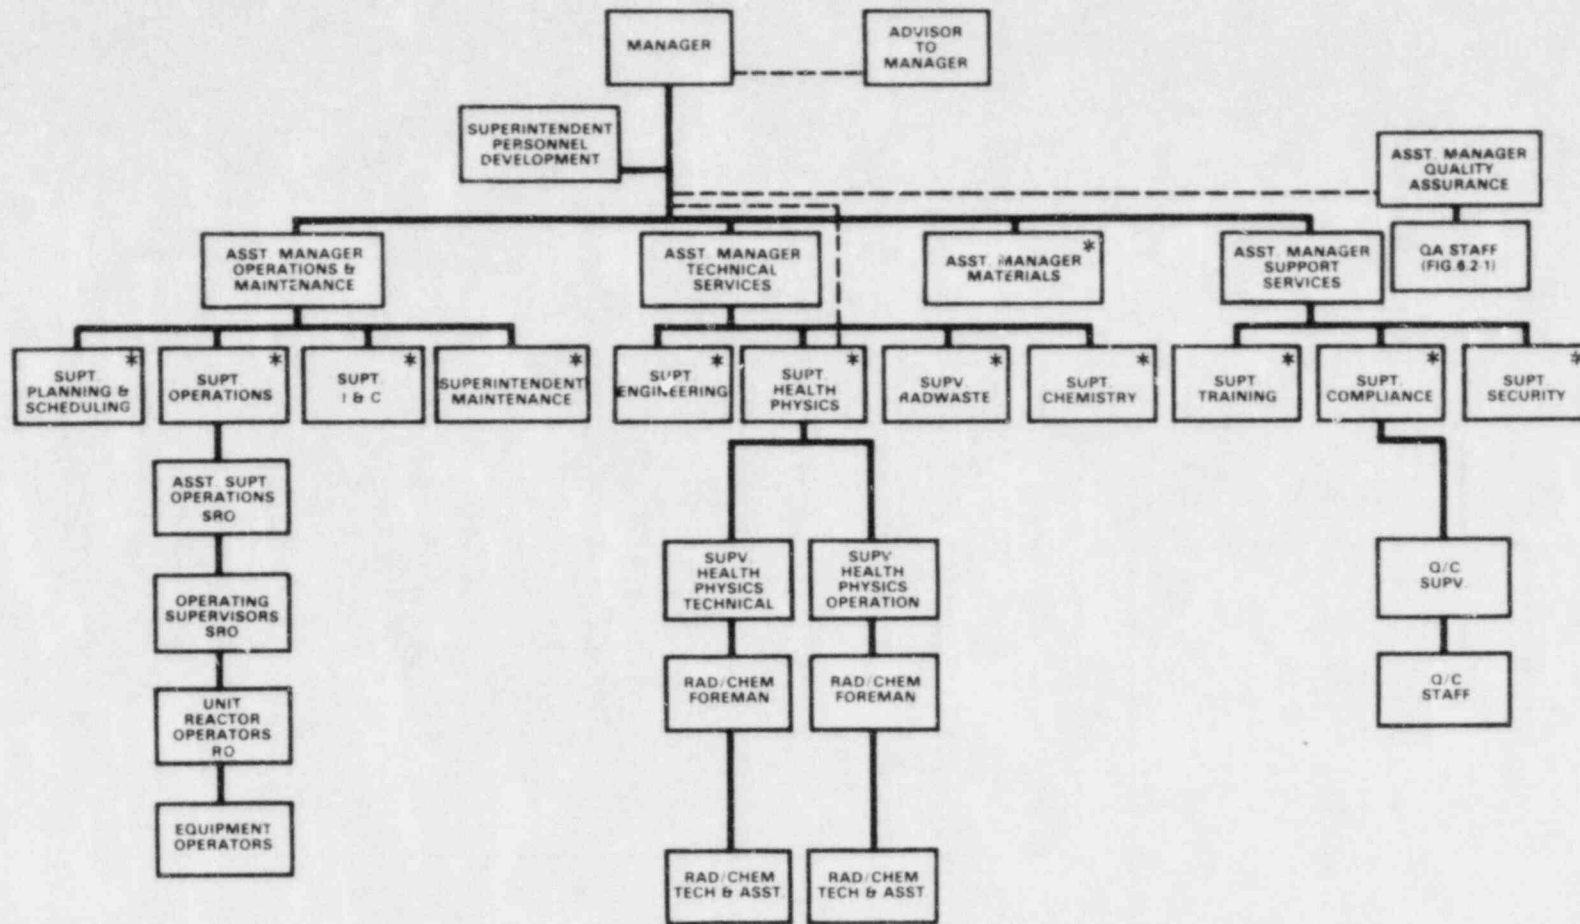 MANAGER
ADVISOR
TO
MANAGER
SUPERINTENDENT
PERSONNEL
DEVELOPMENT
ASST. MANAGER
QUALITY
ASSURANCE
ASST. MANAGER
OPERATIONS &
MAINTENANCE
ASST. MANAGER
TECHNICAL
SERVICES
*
ASST. MANAGER
MATERIALS
ASST. MANAGER
SUPPORT
SERVICES
QA STAFF
(FIG.6.2-1)
*
SUPT.
PLANNING &
SCHEDULING
*
SUPT.
OPERATIONS
*
SUPT.
I & C
*
SUPERINTENDENT
MAINTENANCE
*
SUPT
ENGINEERING
*
SUPT.
HEALTH
PHYSICS
*
SUPV.
RADWASTE
*
SUPT.
CHEMISTRY
*
SUPT.
TRAINING
*
SUPT.
COMPLIANCE
*
SUPT.
SECURITY
ASST. SUPT
OPERATIONS
SRO
OPERATING
SUPERVISORS
SRO
UNIT
REACTOR
OPERATORS
RO
EQUIPMENT
OPERATORS
SUPV.
HEALTH
PHYSICS
TECHNICAL
SUPV
HEALTH
PHYSICS
OPERATION
RAD/CHEM
FOREMAN
RAD/CHEM
FOREMAN
RAD/CHEM
TECH & ASST.
RAD/CHEM
TECH & ASST.
Q/C
SUPV.
Q/C
STAFF